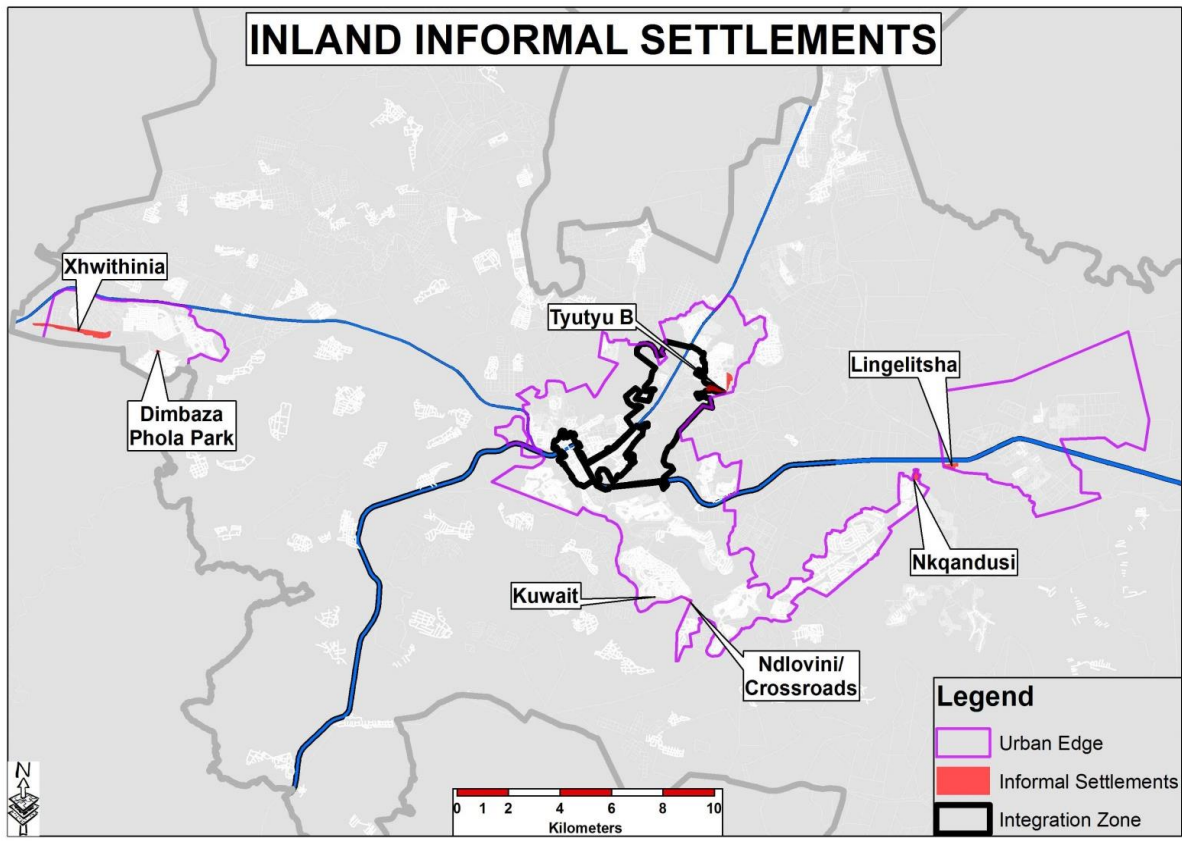 INLAND INFORMAL SETTLEMENTS
Xhwithinia
Dimbaza
Phola Park
Tyutyu B
Lingelitsha
Nkqandusi
Kuwait
Ndlovini/
Crossroads
Legend
Urban Edge
Informal Settlements
Integration Zone
N
0 1 2 4 6 8 10
Kilometers